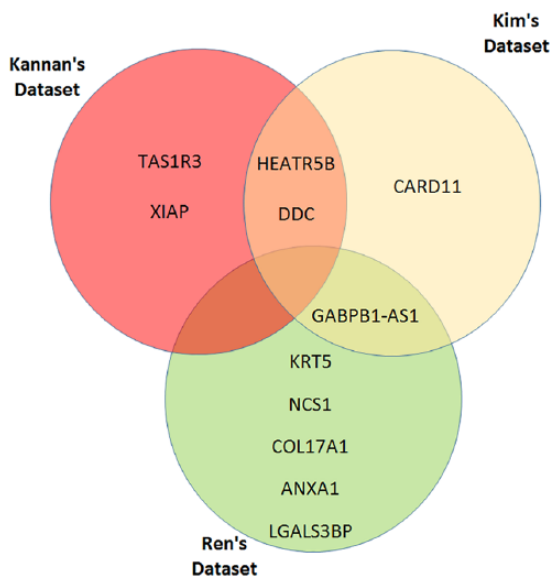 Kim's
Dataset
Kannan's
Dataset
TAS1R3
HEATR5B
CARD11
XIAP
DDC
GABPB1-AS1
KRT5
NCS1
COL17A1
ANXA1
LGALS3BP
Ren's
Dataset